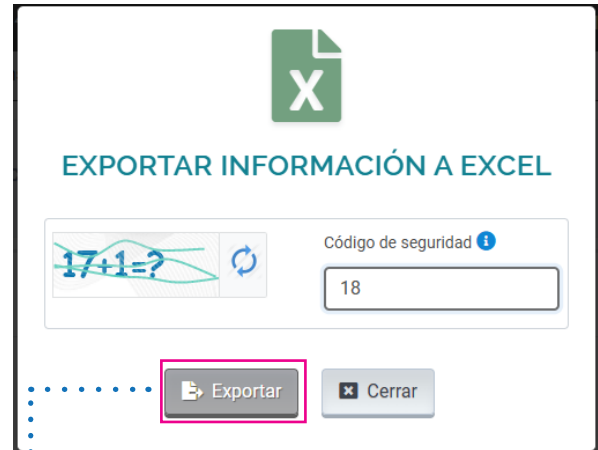 X
EXPORTAR INFORMACIÓN A EXCEL
17+1=?
Código de seguridad
18
Exportar
Cerrar